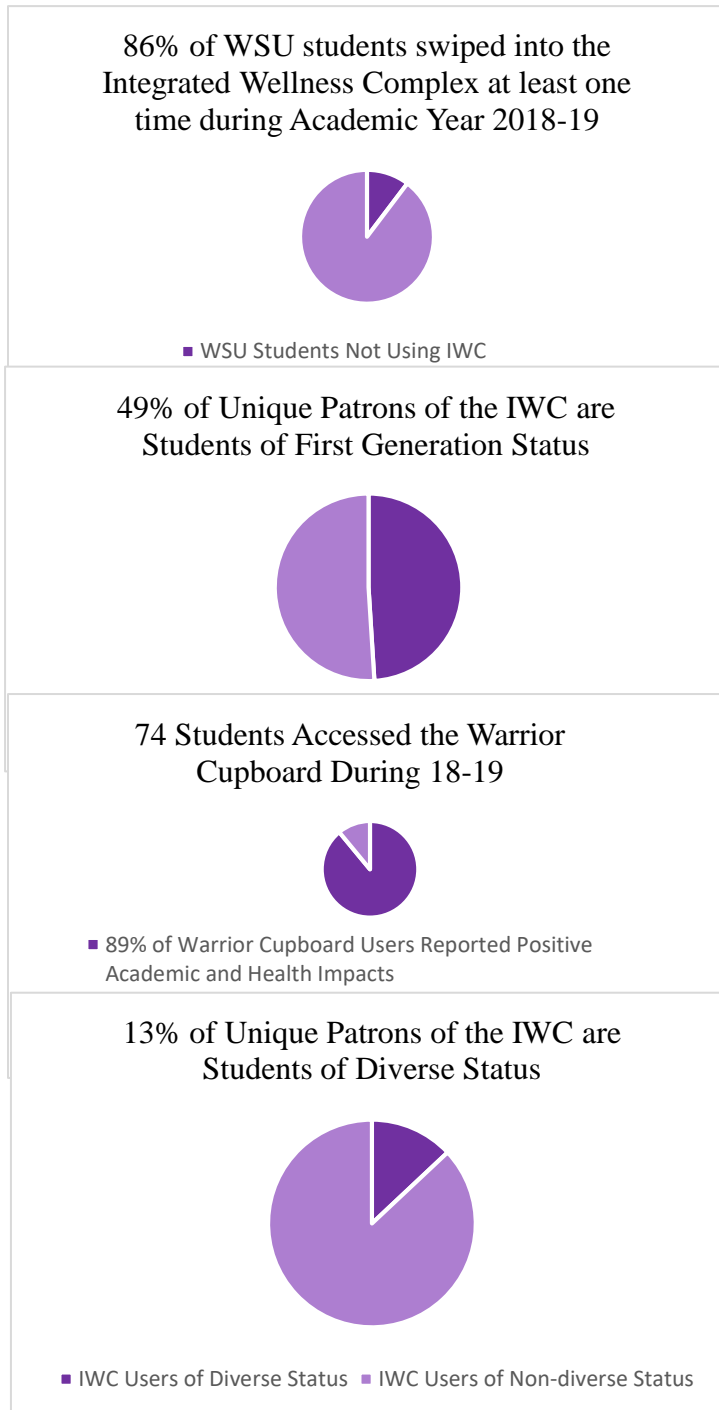 86% of WSU students swiped into the
Integrated Wellness Complex at least one
time during Academic Year 2018-19
WSU Students Not Using IWC
49% of Unique Patrons of the IWC are
Students of First Generation Status
74 Students Accessed the Warrior
Cupboard During 18-19
89% of Warrior Cupboard Users Reported Positive
Academic and Health Impacts
13% of Unique Patrons of the IWC are
Students of Diverse Status
IWC Users of Diverse Status IWC Users of Non-diverse Status